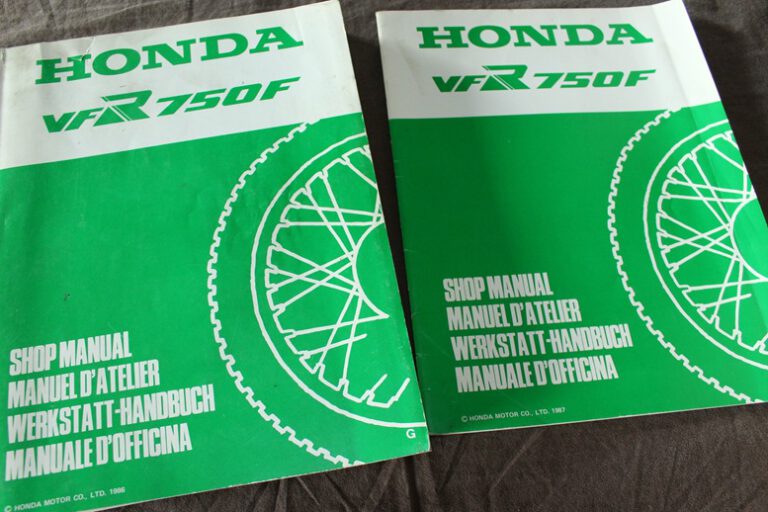 HONDA
VFR750F
SHOP MANUAL
MANUEL D'ATELIER
WERKSTATT-HANDBUCH
MANUALE D'OFFICINA
© HONDA MOTOR CO., LTD. 1986
G
HONDA
VFR750F
SHOP MANUAL
MANUEL D'ATELIER
WERKSTATT-HANDBUCH
MANUALE D'OFFICINA
© HONDA MOTOR CO., LTD. 1987